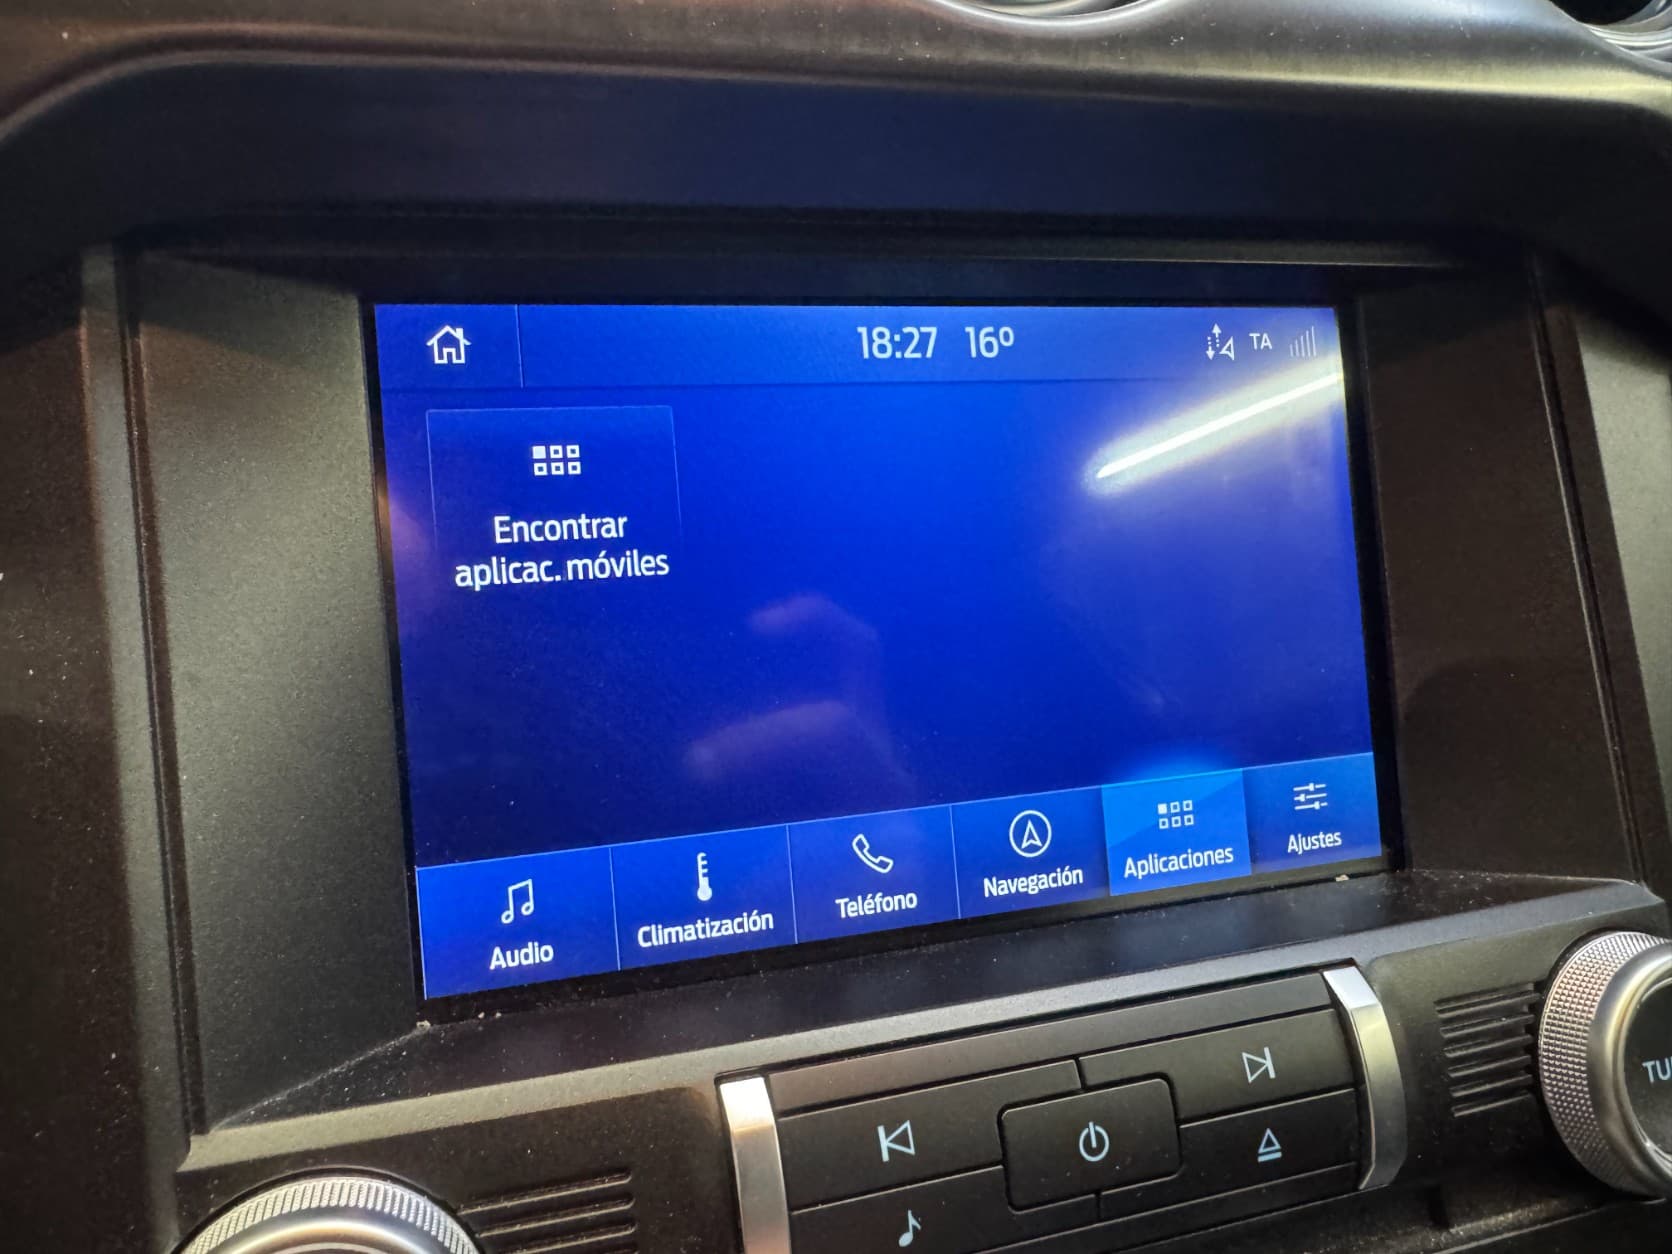 18:27 16º
TA
Encontrar
aplicac. móviles
Audio
Climatización
Teléfono
Navegación
Aplicaciones
Ajustes